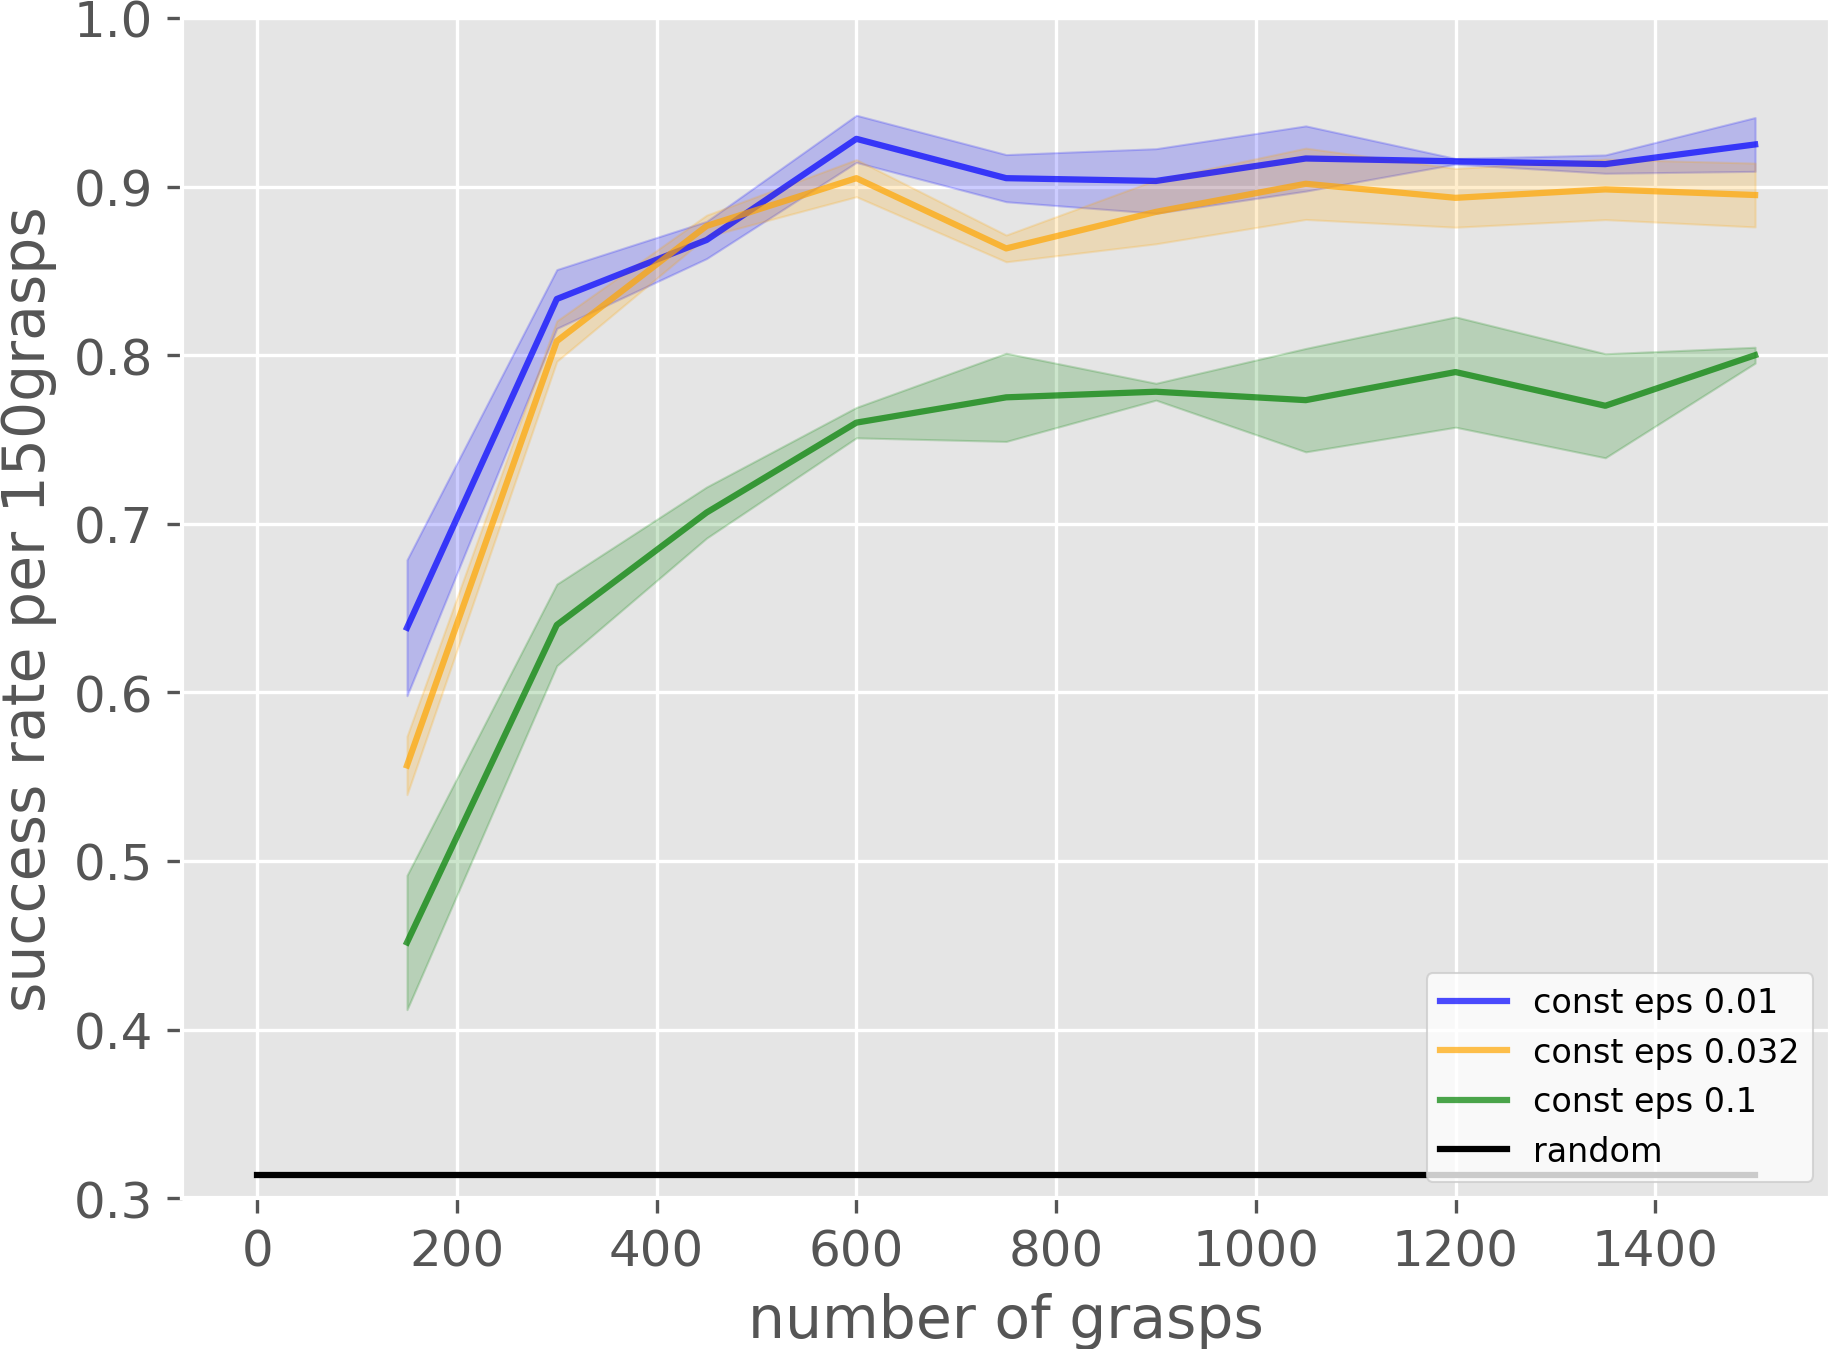 success rate per 150grasps
1.0
0.9
0.8
0.7
0.6
0.5
0.4
0.3
const eps 0.01
const eps 0.032
const eps 0.1
random
0 200 400 600 800 1000 1200 1400
number of grasps